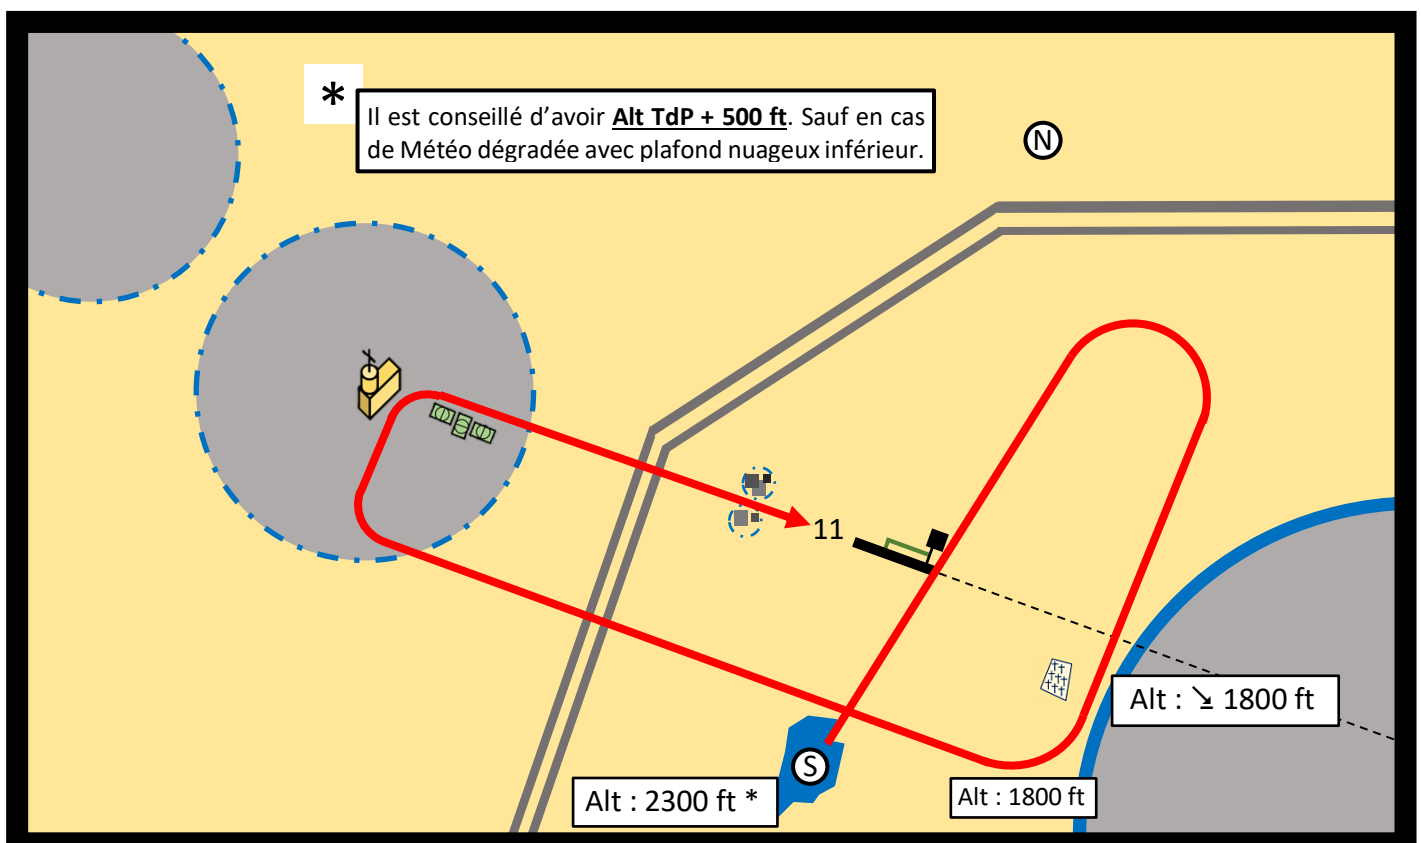 *
Il est conseillé d’avoir Alt TdP + 500 ft. Sauf en cas
de Météo dégradée avec plafond nuageux inférieur.
N
11
Alt : ↘ 1800 ft
S
Alt : 2300 ft *
Alt : 1800 ft